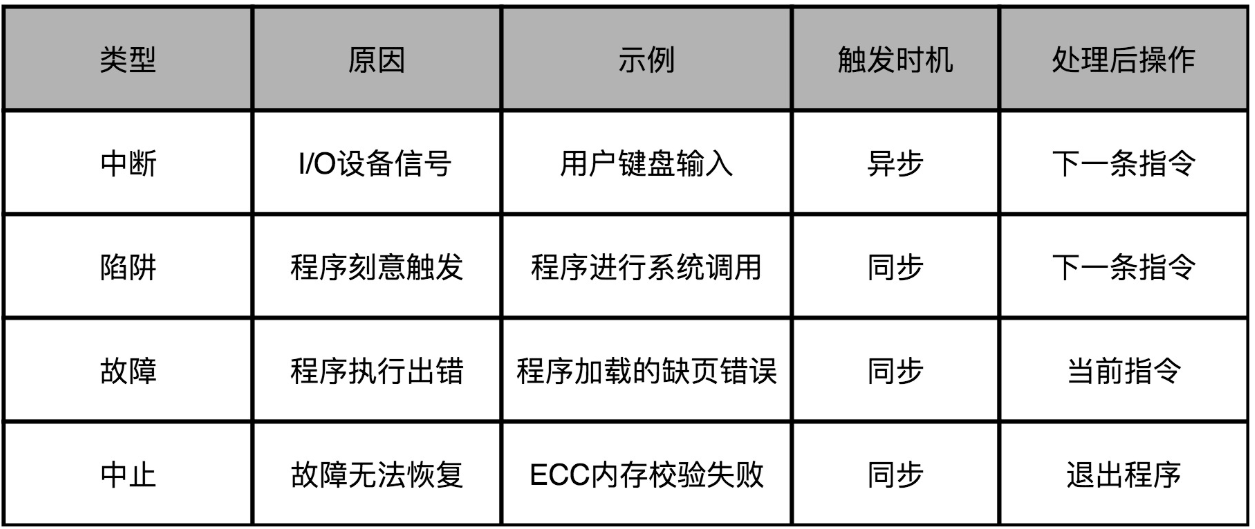 类型 原因 示例 触发时机 处理后操作
中断 I/O设备信号 用户键盘输入 异步 下一条指令
陷阱 程序刻意触发 程序进行系统调用 同步 下一条指令
故障 程序执行出错 程序加载的缺页错误 同步 当前指令
中止 故障无法恢复 ECC内存校验失败 同步 退出程序